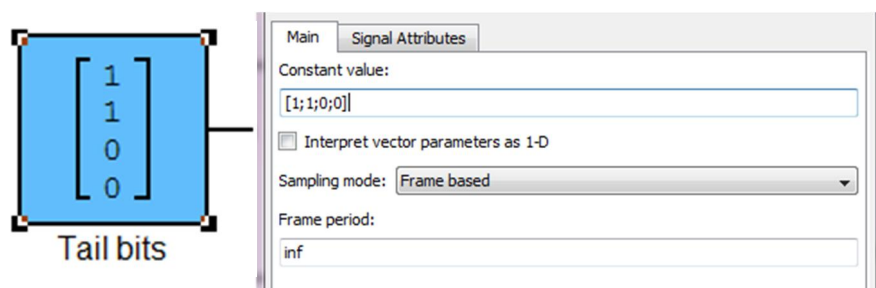 1
1
0
0
Tail bits
Main
Signal Attributes
Constant value:
[1;1;0;0]
Interpret vector parameters as 1-D
Sampling mode: Frame based
Frame period:
inf